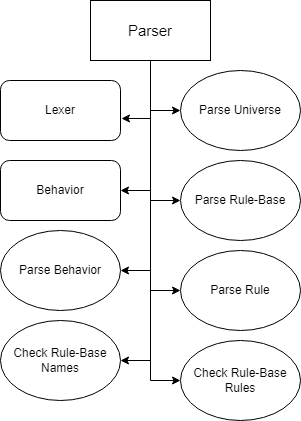 Parser
Lexer
Parse Universe
Behavior
Parse Rule-Base
Parse Behavior
Parse Rule
Check Rule-Base
Names
Check Rule-Base
Rules